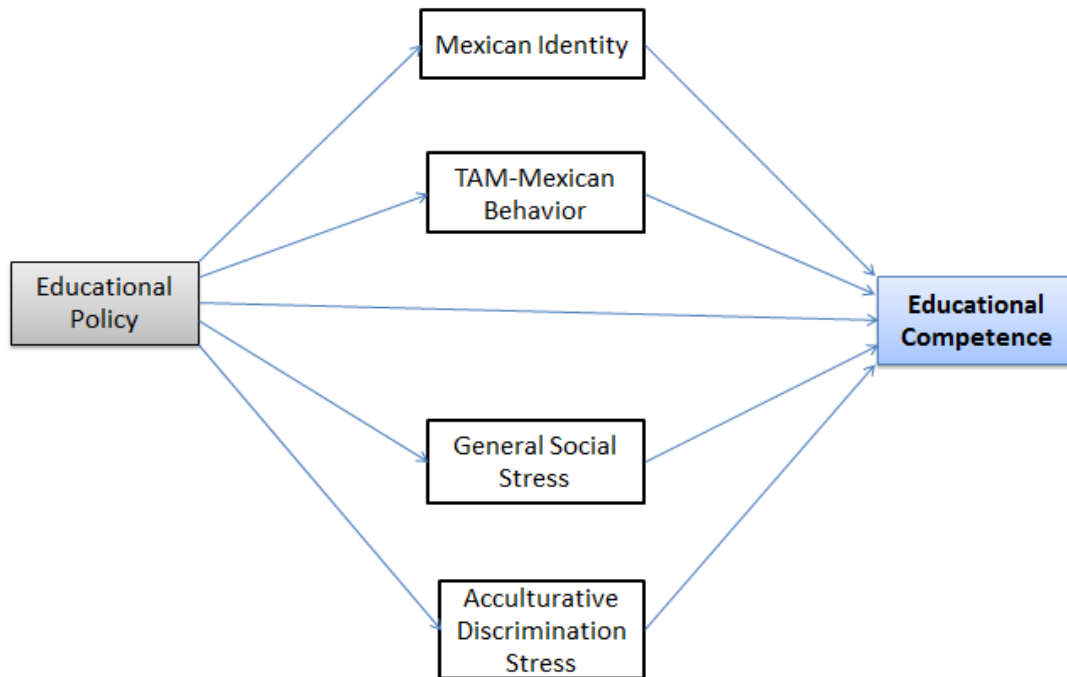 Mexican Identity
TAM-Mexican
Behavior
Educational
Policy
Educational
Competence
General Social
Stress
Acculturative
Discrimination
Stress